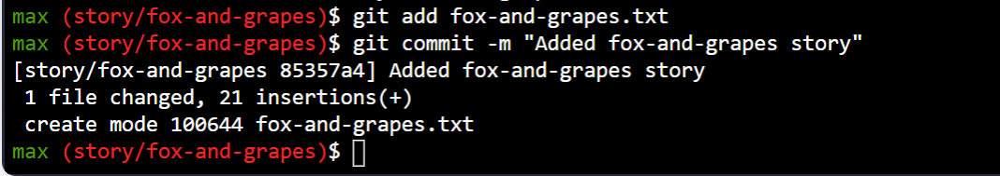 max (story/fox-and-grapes)$ git add fox-and-grapes.txt
max (story/fox-and-grapes)$ git commit -m "Added fox-and-grapes story"
[story/fox-and-grapes 85357a4] Added fox-and-grapes story
 1 file changed, 21 insertions(+)
 create mode 100644 fox-and-grapes.txt
max (story/fox-and-grapes)$